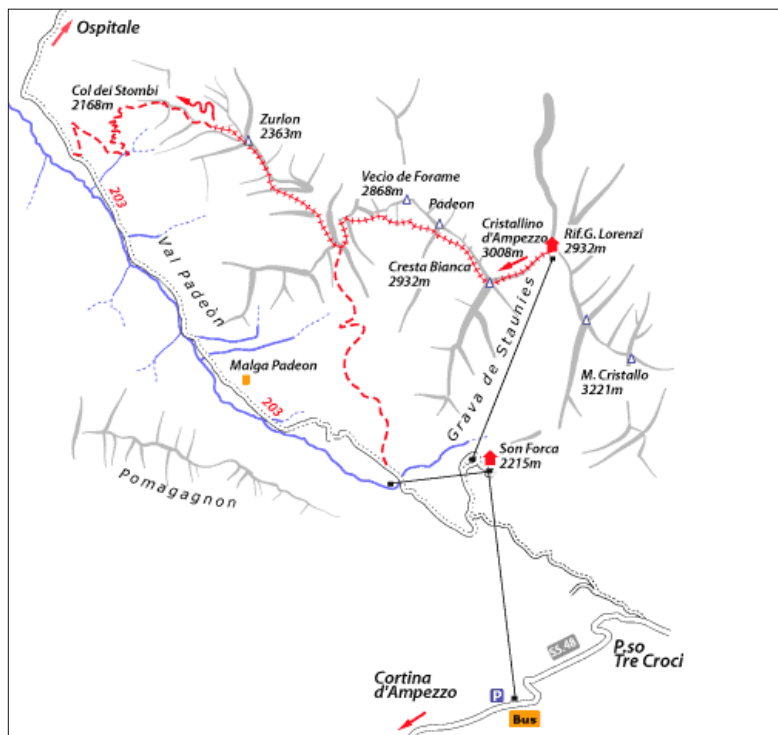 Ospitale
Col dei Stombi
2168m
Zurlon
2363m
203
Vecio de Forame
2868m
Padeon
Cristallino
d'Ampezzo
3008m
Rif.G. Lorenzi
2932m
Cresta Bianca
2932m
Val Padeòn
Grava de Staunies
Malga Padeon
M. Cristallo
3221m
203
Son Forca
2215m
Pomagagnon
SS.48
P.so
Tre Croci
Cortina
d'Ampezzo
P
Bus